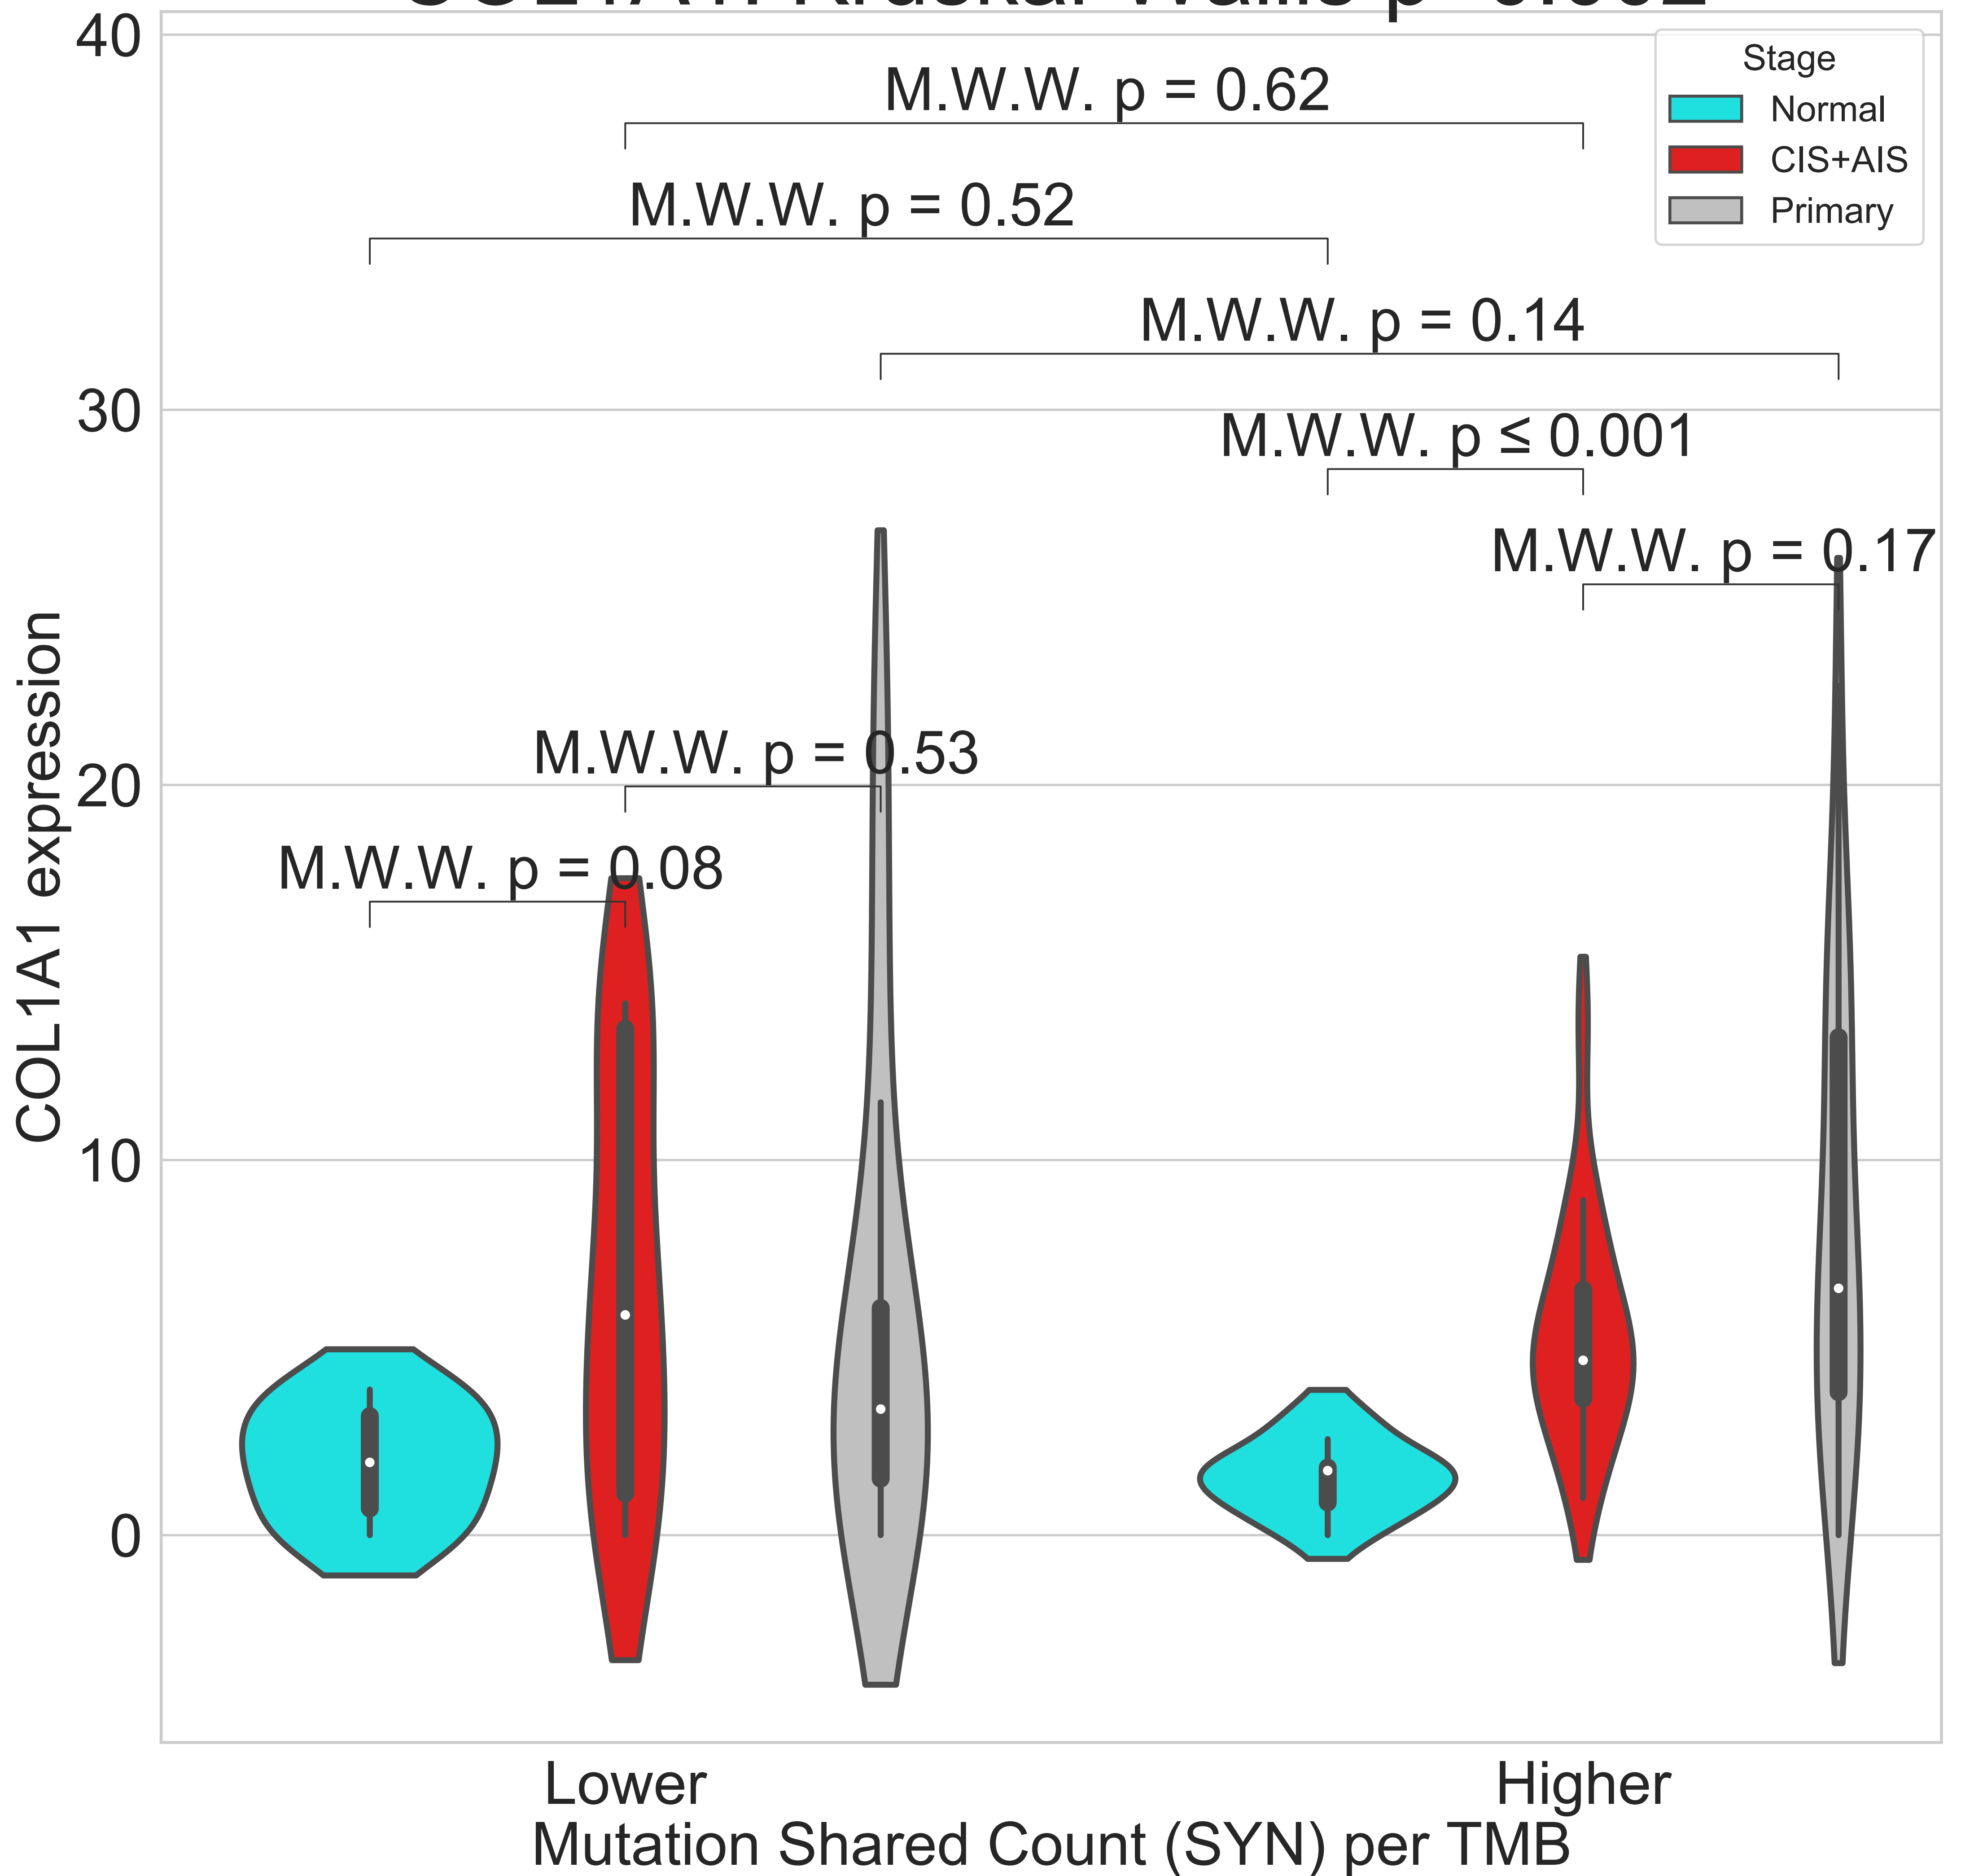 40
M.W.W. p = 0.62
Stage
Normal
CIS+AIS
Primary
M.W.W. p = 0.52
M.W.W. p = 0.14
30
M.W.W. p ≤ 0.001
M.W.W. p = 0.17
M.W.W. p = 0.53
20
M.W.W. p = 0.08
COL1A1 expression
10
0
Lower
Higher
Mutation Shared Count (SYN) per TMB